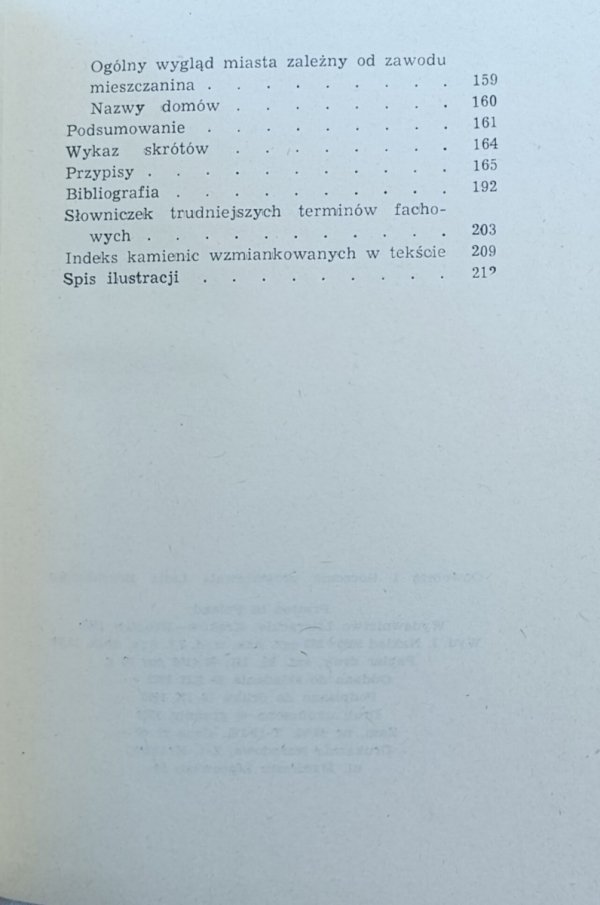 Ogólny wygląd miasta zależny od zawodu
mieszczanina . . . . . . . . . 159
Nazwy domów . . . . . . . . 160
Podsumowanie . . . . . . . . . 161
Wykaz skrótów . . . . . . . . 164
Przypisy . . . . . . . . . . . 165
Bibliografia . . . . . . . . . . 192
Słowniczek trudniejszych terminów facho-
wych . . . . . . . . . . . 203
Indeks kamienic wzmiankowanych w tekście 209
Spis ilustracji . . . . . . . . . 212